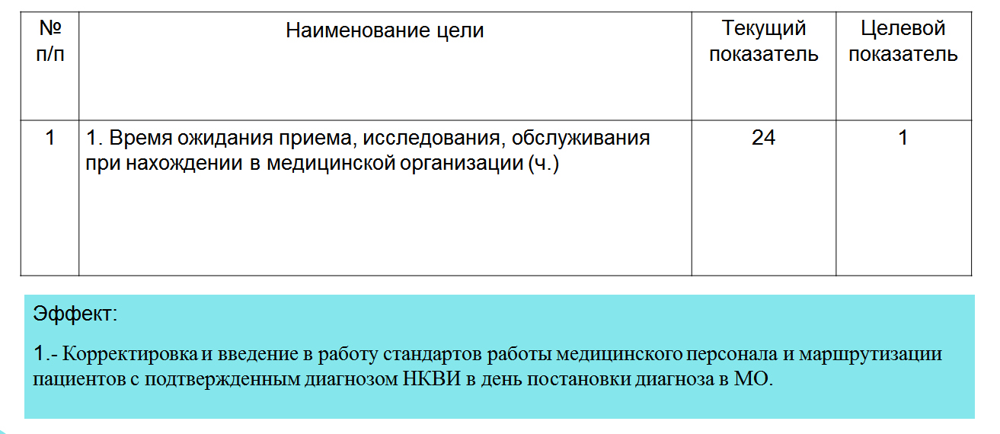 № п/п
Наименование цели
Текущий показатель
Целевой показатель
1
1. Время ожидания приема, исследования, обслуживания
при нахождении в медицинской организации (ч.)
24
1
Эффект:
1.- Корректировка и введение в работу стандартов работы медицинского персонала и маршрутизации
пациентов с подтвержденным диагнозом НКВИ в день постановки диагноза в МО.